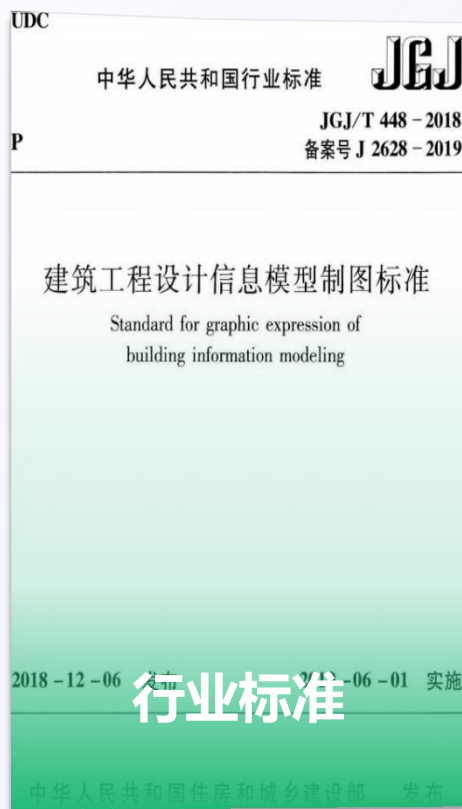 UDC
中华人民共和国行业标准 JGJ
JGJ/T 448-2018
P
备案号 J 2628-2019
建筑工程设计信息模型制图标准
Standard for graphic expression of
building information modeling
2018-12-06 发布 -06-01 实施
行业标准
中华人民共和国住房和城乡建设部 发布